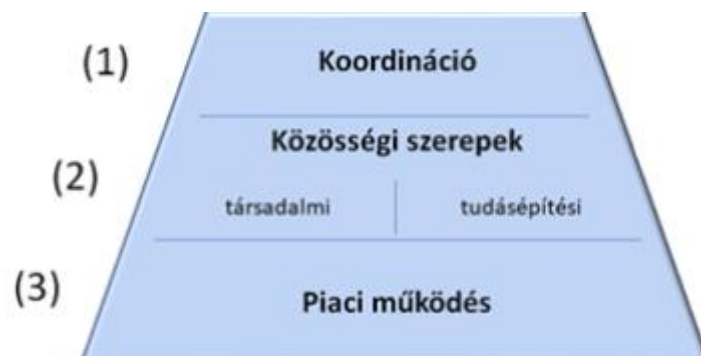 (1) Koordináció
Közösségi szerepek
(2)
társadalmi tudásépítési
(3) Piaci működés